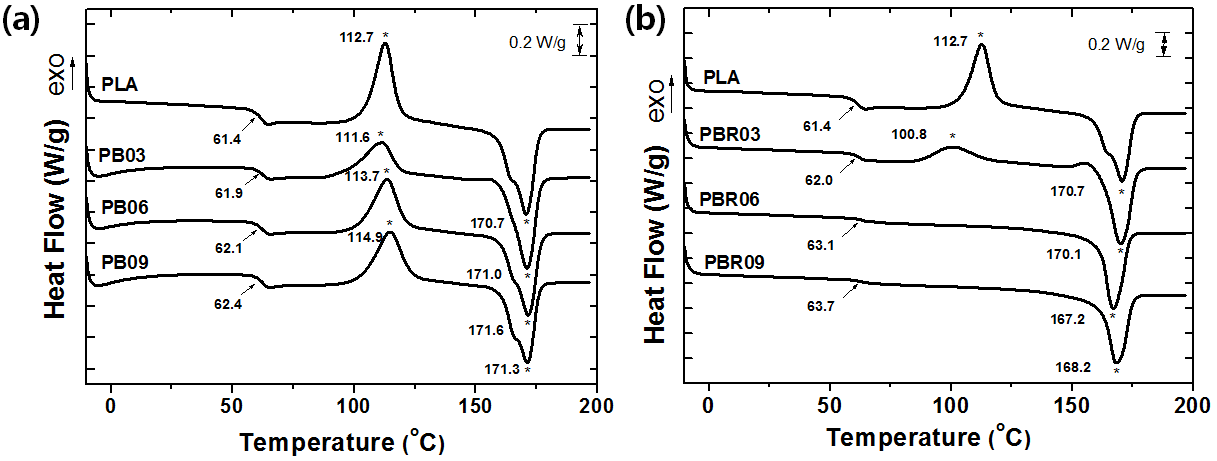 (a)
0.2 W/g
exo
Heat Flow (W/g)
112.7 *
PLA
61.4
111.6 *
PB03
61.9
170.7 *
113.7 *
PB06
62.1
171.0 *
114.9 *
PB09
62.4
171.6 *
171.3 *
0 50 100 150 200
Temperature (°C)
(b)
0.2 W/g
exo
Heat Flow (W/g)
112.7 *
PLA
61.4
100.8 *
PBR03
62.0
170.7 *
PBR06
63.1
170.1 *
PBR09
63.7
167.2 *
168.2 *
0 50 100 150 200
Temperature (°C)